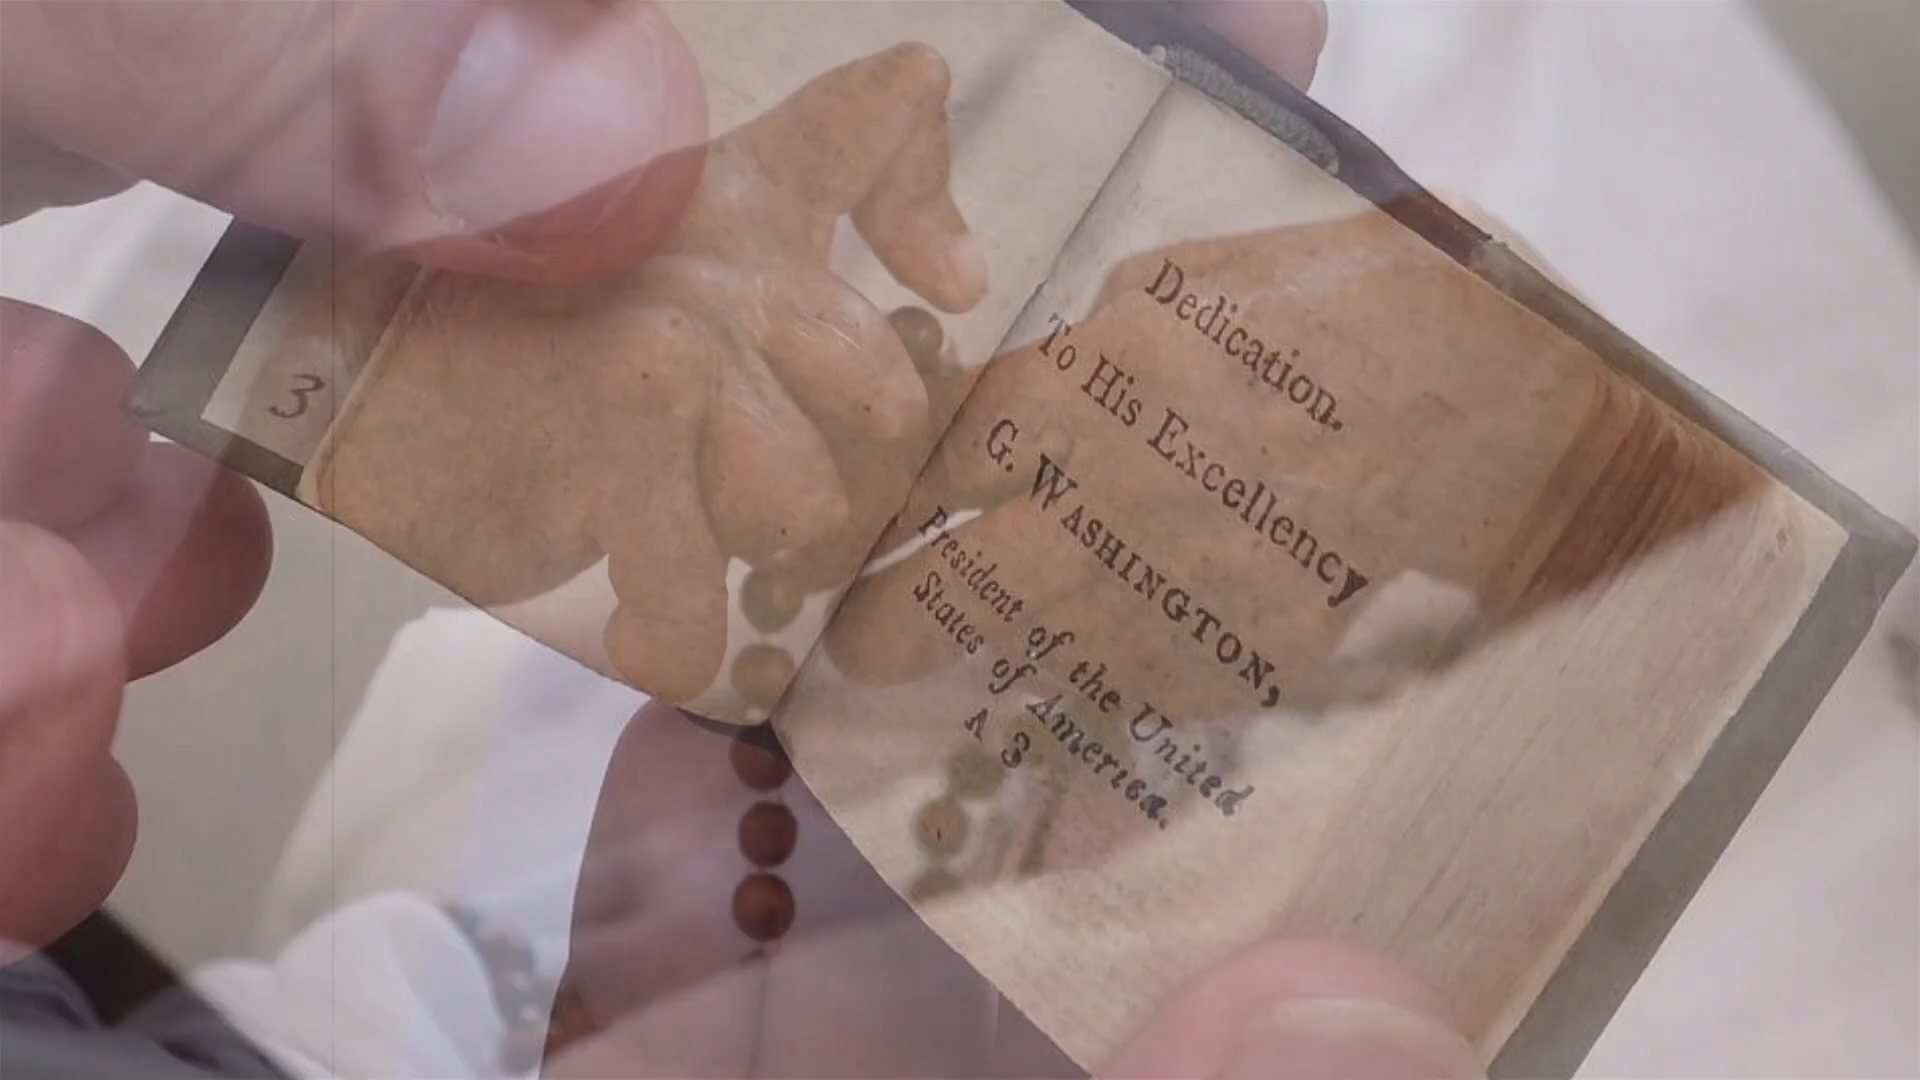 3
Dedication.
To His Excellency
G. WASHINGTON,
President of the United
States of America.
A 3